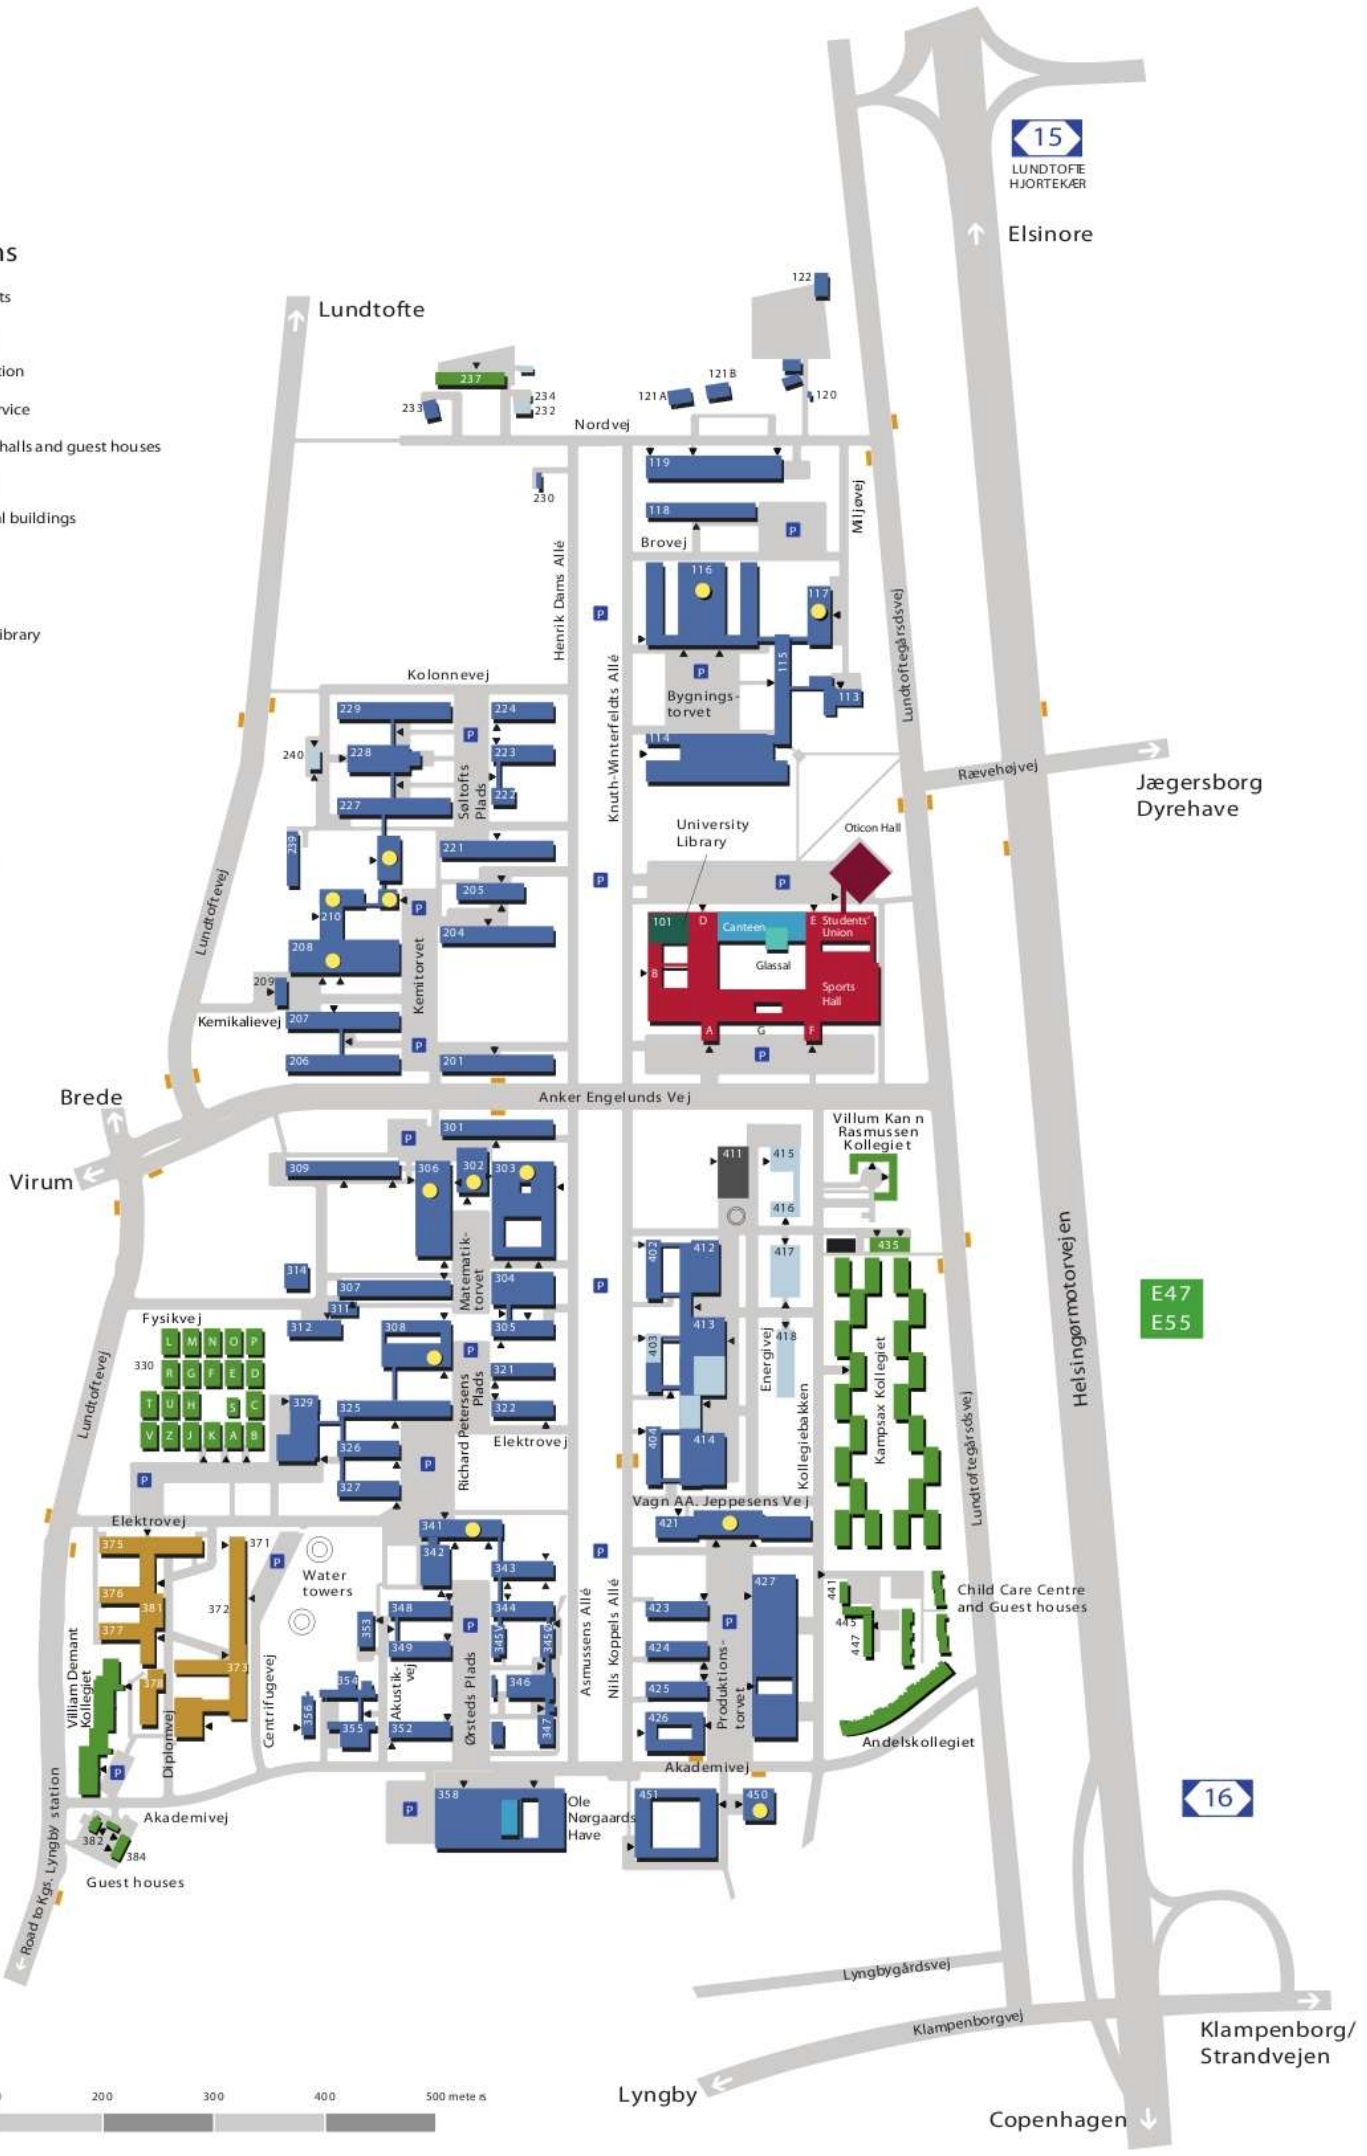 15
LUNDTOFTE
HJORTEKÆR
Elsinore
ns
ts
tion
vice
halls and guest houses
al buildings
ibrary
Lundtofte
122
237
234
232
233
121A
121B
120
Nordvej
119
230
118
Miljøvej
Brovej
P
116
117
Henrik Dams Allé
P
115
P
Bygnings-
torvet
113
Lundtoftegårdsvej
Kolonnevej
Knuth-Winterfeldts Allé
229
224
P
114
240
228
223
Søltofts
Plads
222
227
Rævehøjvej
Jægersborg
Dyrehave
University
Library
Oticon Hall
239
221
P
P
205
210
P
Lundtoftevej
204
101
D
Canteen
E
Students'
Union
208
Glassal
B
Kemitorvet
209
Sports
Hall
Kemikalievej
207
A
G
F
P
P
206
201
Brede
Anker Engelunds Vej
Virum
301
P
Villum Kann
Rasmussen
Kollegiet
309
306
302
303
411
415
416
Matematik-
torvet
402
412
417
435
314
307
304
P
311
Fysikvej
312
308
305
413
403
418
E47
E55
L M N O P
330
R G F E D
T U H S C
V Z J K A B
P
321
Richard Petersens
Plads
322
329
325
Elektrovej
326
327
P
P
404
414
Energivej
Kollegiebakken
Kampsax Kollegiet
Helsingørmotorvejen
Lundtoftevej
Lundtoftegårdsvej
Vagn AA. Jeppesens Vej
Elektrovej
341
421
375
371
P
Water
towers
342
343
P
376
381
372
427
441
Child Care Centre
and Guest houses
377
353
348
344
423
P
445
447
349
345V
345Ø
424
373
378
354
346
425
Villiam Demant
Kollegiet
Akustik-
vej
Ørsteds Plads
P
Asmussens Allé
Nils Koppels Allé
Produktions-
torvet
356
355
352
347
426
Centrifugevej
Diplomvej
Andelskollegiet
P
Akademivej
16
Akademivej
P
358
Ole
Nørgaards
Have
451
450
382
384
Guest houses
Road to Kgs. Lyngby station
Lyngbygårdsvej
Klampenborgvej
Klampenborg/
Strandvejen
Lyngby
Copenhagen
200 300 400 500 meters